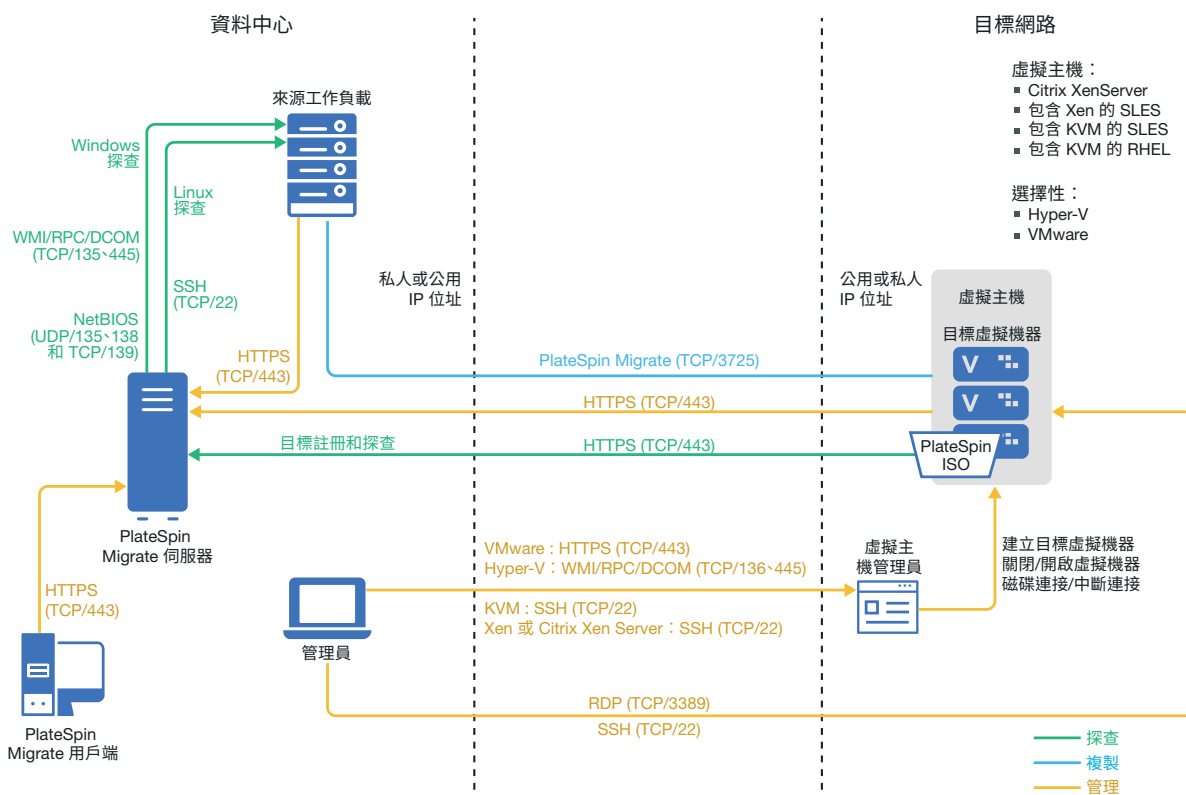 資料中心
目標網路
虛擬主機：
Citrix XenServer
包含 Xen 的 SLES
包含 KVM 的 SLES
包含 KVM 的 RHEL
選擇性：
Hyper-V
VMware
來源工作負載
Windows
探查
Linux
探查
WMI/RPC/DCOM
(TCP/135、445)
SSH
(TCP/22)
NetBIOS
(UDP/135、138
和 TCP/139)
HTTPS
(TCP/443)
私人或公用
IP 位址
公用或私人
IP 位址
虛擬主機
目標虛擬機器
V
V
PlateSpin
ISO
PlateSpin Migrate (TCP/3725)
HTTPS (TCP/443)
目標註冊和探查
HTTPS (TCP/443)
PlateSpin
Migrate 伺服器
HTTPS
(TCP/443)
PlateSpin
Migrate 用戶端
管理員
VMware : HTTPS (TCP/443)
Hyper-V：WMI/RPC/DCOM (TCP/136、445)
KVM : SSH (TCP/22)
Xen 或 Citrix Xen Server：SSH (TCP/22)
虛擬主
機管理員
建立目標虛擬機器
關閉/開啟虛擬機器
磁碟連接/中斷連接
RDP (TCP/3389)
SSH (TCP/22)
探查
複製
管理